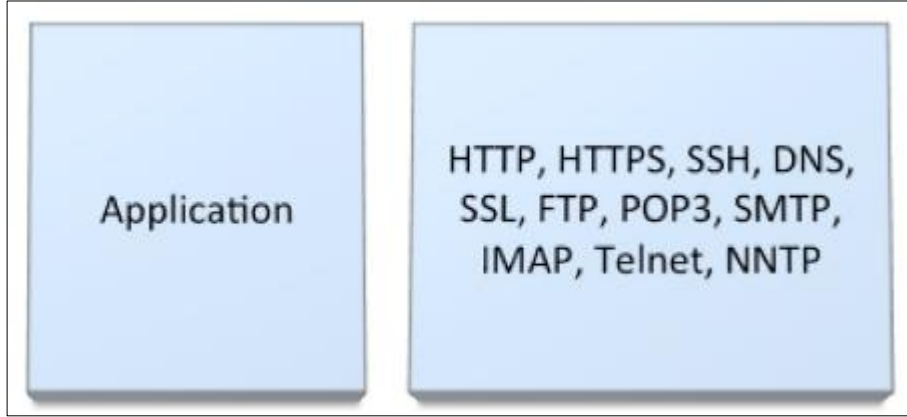 Application
HTTP, HTTPS, SSH, DNS,
SSL, FTP, POP3, SMTP,
IMAP, Telnet, NNTP